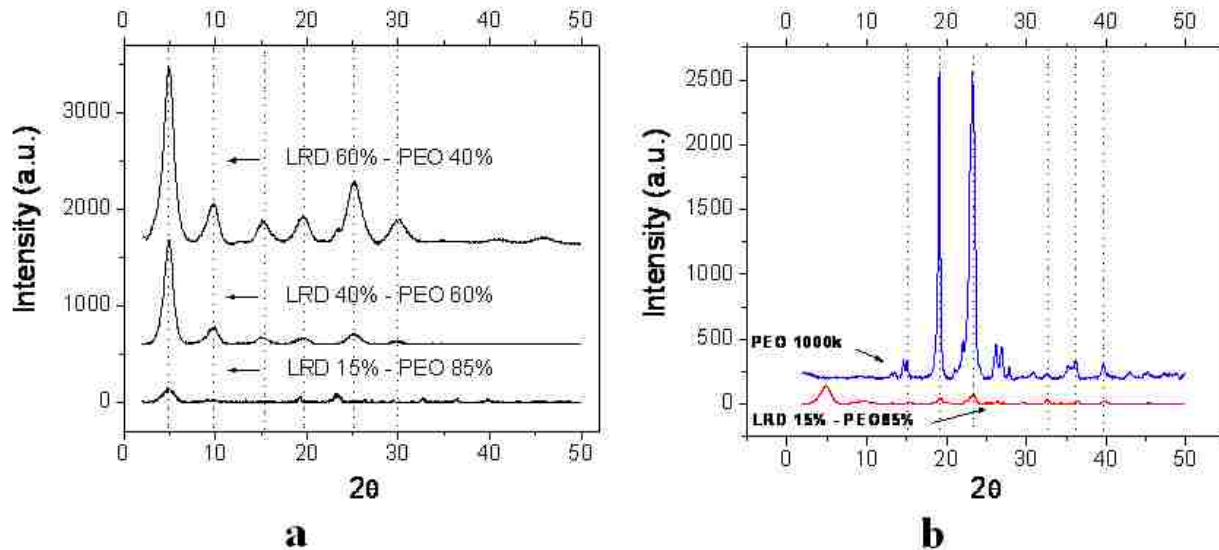 0 10 20 30 40 50
Intensity (a.u.)
3000
2000
1000
0
LRD 60% - PEO 40%
LRD 40% - PEO 60%
LRD 15% - PEO 85%
0 10 20 30 40 50
2θ
a
0 10 20 30 40 50
Intensity (a.u.)
2500
2000
1500
1000
500
0
PEO 1000k
LRD 15% - PEO85%
0 10 20 30 40 50
2θ
b